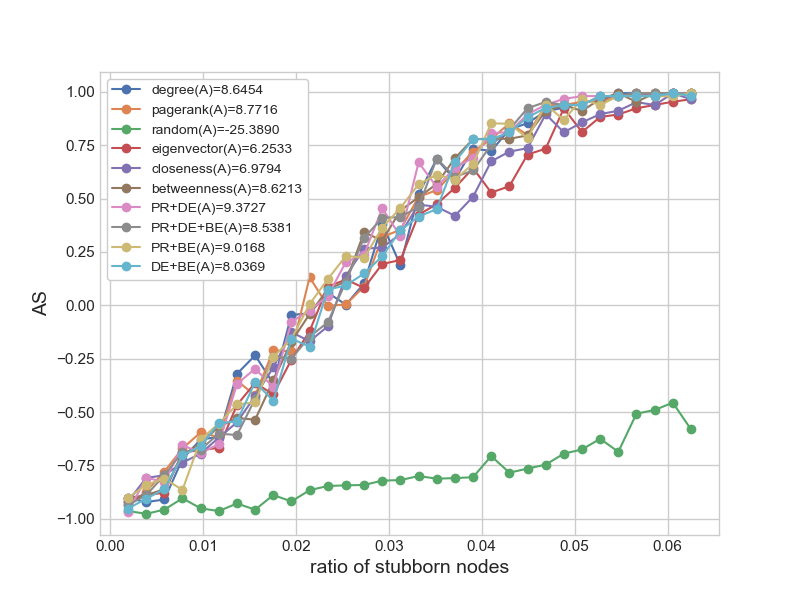 1.00
0.75
0.50
0.25
0.00
−0.25
−0.50
−0.75
−1.00
AS
degree(A)=8.6454
pagerank(A)=8.7716
random(A)=-25.3890
eigenvector(A)=6.2533
closeness(A)=6.9794
betweenness(A)=8.6213
PR+DE(A)=9.3727
PR+DE+BE(A)=8.5381
PR+BE(A)=9.0168
DE+BE(A)=8.0369
0.00 0.01 0.02 0.03 0.04 0.05 0.06
ratio of stubborn nodes